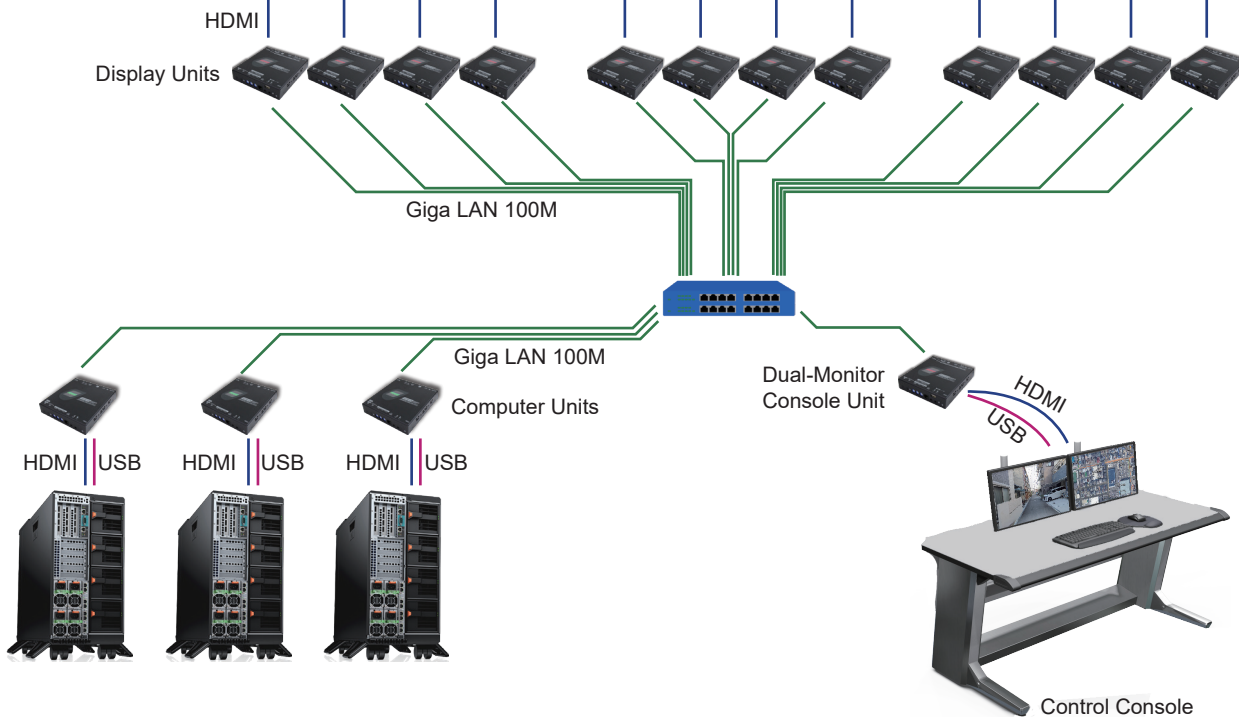 HDMI
Display Units
Giga LAN 100M
Giga LAN 100M
Computer Units
Dual-Monitor
Console Unit
HDMI
USB
HDMI
USB
HDMI
USB
HDMI
USB
Control Console